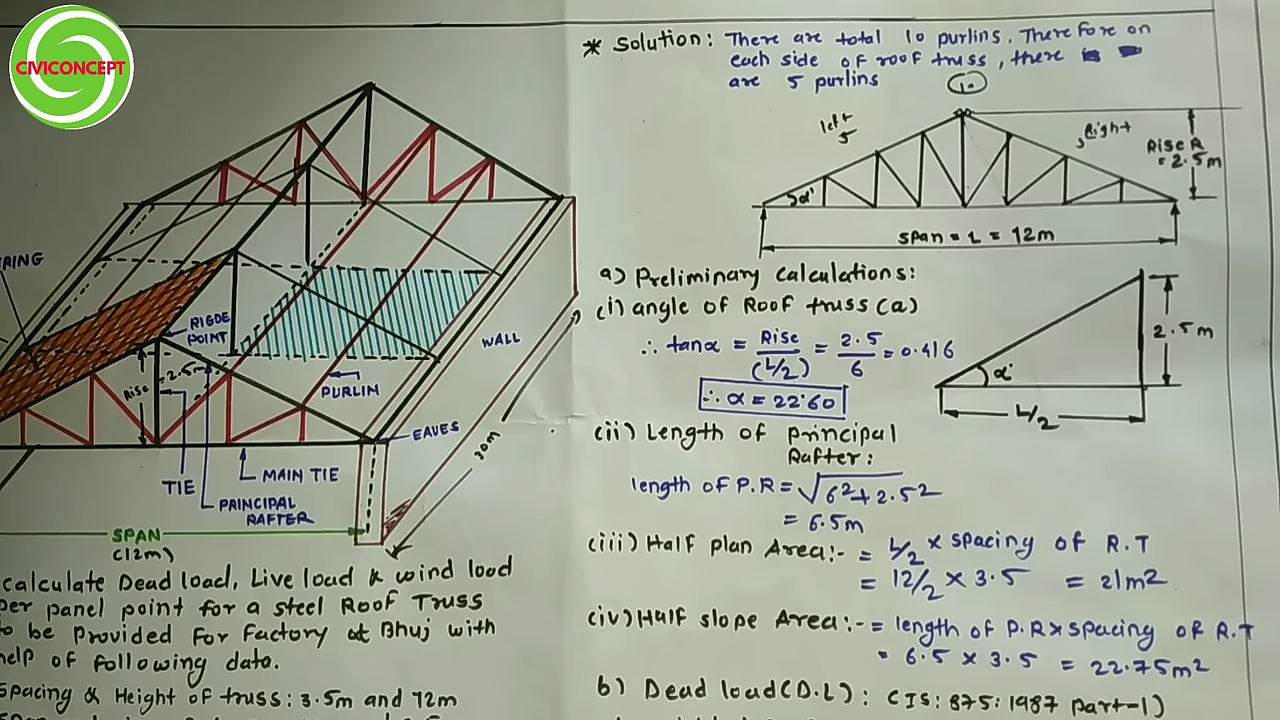 CIVICONCEPT
ERING
RIGDE
POINT
WALL
Rise = 2.5m
PURLIN
EAVES
30m
TIE
MAIN TIE
PRINCIPAL
RAFTER
SPAN
(12m)
calculate Dead load, Live load & wind load
per panel point for a steel Roof Truss
to be Provided For Factory at Bhuj with
help of following data.
Spacing & Height of truss: 3.5m and 12m
* Solution: There are total 10 purlins. Therefore on
each side of roof truss, there is
are 5 purlins
10
left
5
Right
5
Rise R
= 2.5m
α
span = L = 12m
a) Preliminary calculations:
(i) angle of Roof truss (a)
∴ tanα = Rise/(L/2) = 2.5/6 = 0.416
∴ α = 22.60
2.5m
α
L/2
(ii) Length of principal
Rafter:
length of P.R = √6²+2.5²
= 6.5m
(iii) Half plan Area:- = L/2 × spacing of R.T
= 12/2 × 3.5 = 21m²
(iv) Half slope Area:- = length of P.R × spacing of R.T
= 6.5 × 3.5 = 22.75m²
b) Dead load (D.L): (IS: 875: 1987 part-1)